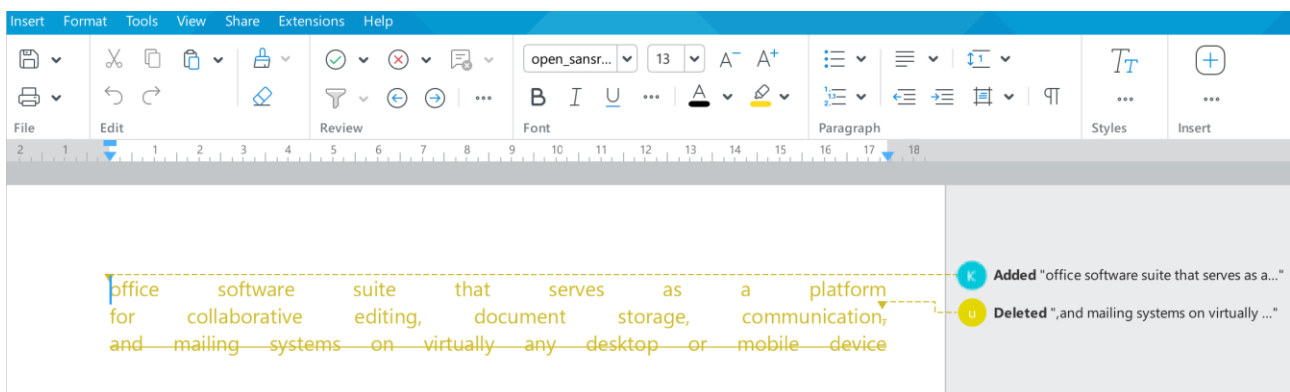 Insert Format Tools View Share Extensions Help
open_sansr... 13 A- A+ 1 TT
B I U ... A ¶
File Edit Review Font Paragraph Styles Insert
2 1 1 2 3 4 5 6 7 8 9 10 11 12 13 14 15 16 17 18
K Added "office software suite that serves as a..."
office software suite that serves as a platform
u Deleted ",and mailing systems on virtually ..."
for collaborative editing, document storage, communication,
and mailing systems on virtually any desktop or mobile device